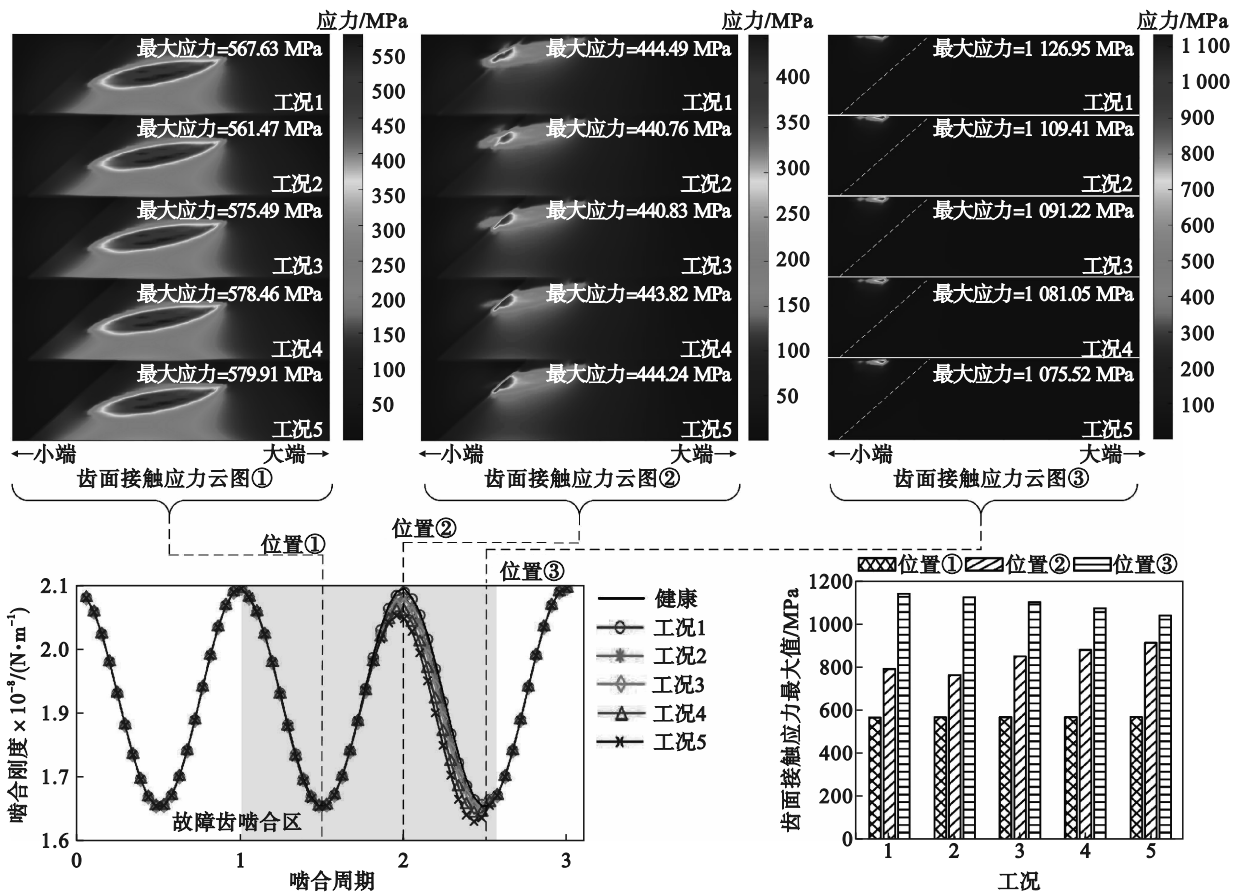 应力/MPa
最大应力=567.63 MPa
工况1
最大应力=561.47 MPa
工况2
最大应力=575.49 MPa
工况3
最大应力=578.46 MPa
工况4
最大应力=579.91 MPa
工况5
550
500
450
400
350
300
250
200
150
100
50
←小端 大端→
齿面接触应力云图①
应力/MPa
最大应力=444.49 MPa
工况1
最大应力=440.76 MPa
工况2
最大应力=440.83 MPa
工况3
最大应力=443.82 MPa
工况4
最大应力=444.24 MPa
工况5
400
350
300
250
200
150
100
50
←小端 大端→
齿面接触应力云图②
应力/MPa
最大应力=1 126.95 MPa
工况1
最大应力=1 109.41 MPa
工况2
最大应力=1 091.22 MPa
工况3
最大应力=1 081.05 MPa
工况4
最大应力=1 075.52 MPa
工况5
1 100
1 000
900
800
700
600
500
400
300
200
100
←小端 大端→
齿面接触应力云图③
位置①
位置②
位置③
啮合刚度×10⁻⁸/(N·m⁻¹)
2.1
2.0
1.9
1.7
1.6
故障齿啮合区
0 1 2 3
啮合周期
健康
工况1
工况2
工况3
工况4
工况5
位置① 位置② 位置③
齿面接触应力最大值/MPa
1200
1000
800
600
400
200
0
1 2 3 4 5
工况